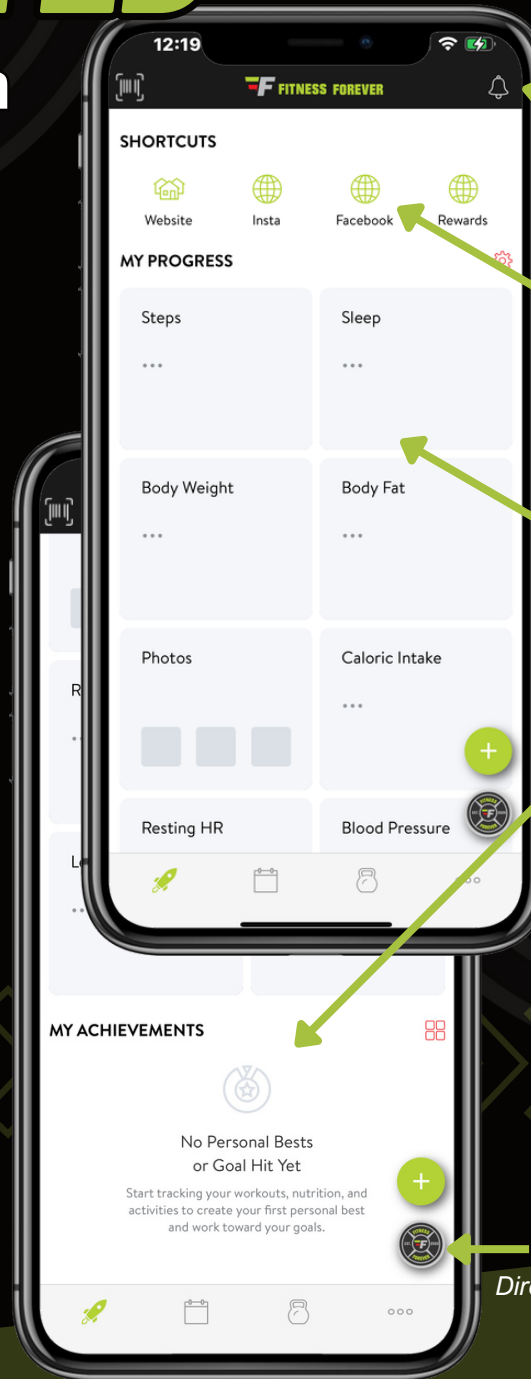 12:19
FITNESS FOREVER
SHORTCUTS
Website Insta Facebook Rewards
MY PROGRESS
Steps Sleep
... ...
Body Weight Body Fat
... ...
Photos Caloric Intake
...
Resting HR Blood Pressure
MY ACHIEVEMENTS
No Personal Bests
or Goal Hit Yet
Start tracking your workouts, nutrition, and
activities to create your first personal best
and work toward your goals.